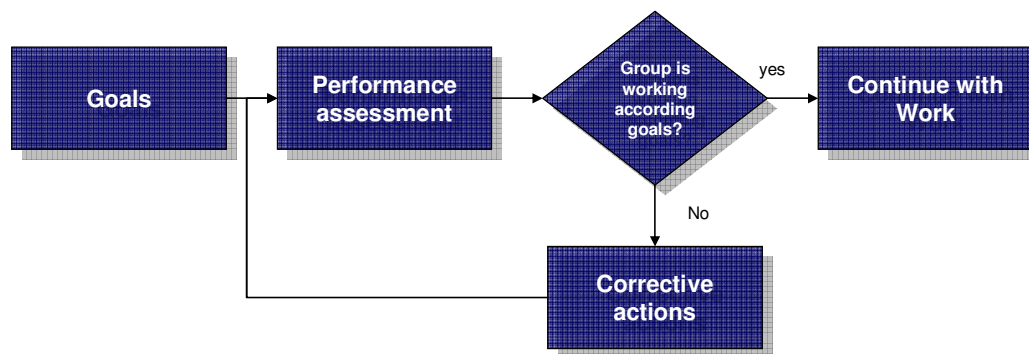 Goals
Performance
assessment
Group is
working
according
goals?
yes
Continue with
Work
No
Corrective
actions